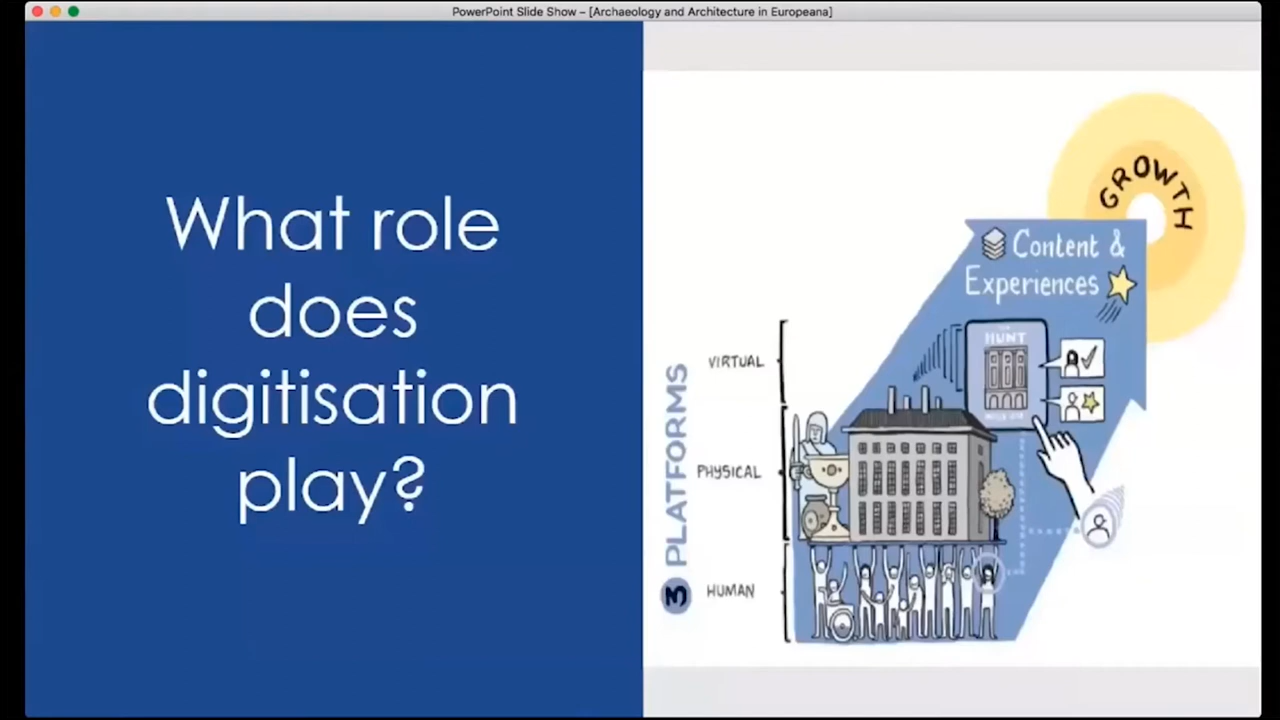 PowerPoint Slide Show – [Archaeology and Architecture in Europeana]
What role
does
digitisation
play?
GROWTH
Content &
Experiences
HUNT
VIRTUAL
PHYSICAL
HUMAN
3 PLATFORMS